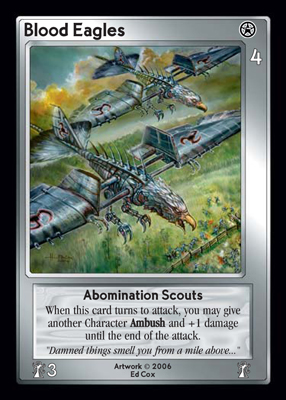 Blood Eagles
4
Abomination Scouts
When this card turns to attack, you may give
another Character Ambush and +1 damage
until the end of the attack.
"Damned things smell you from a mile above..."
3
Artwork © 2006
Ed Cox